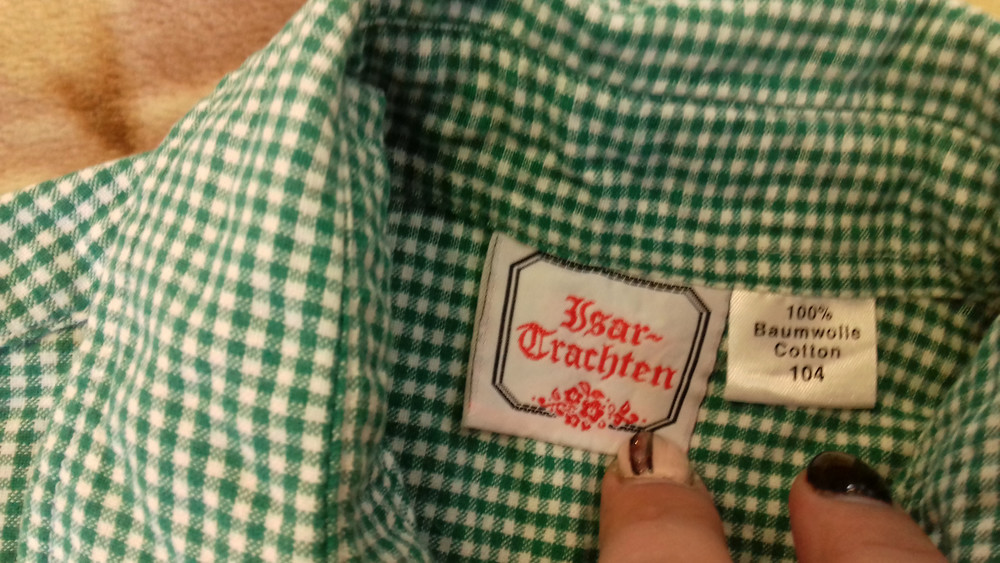 Isar-
Trachten
100%
Baumwolle
Cotton
104